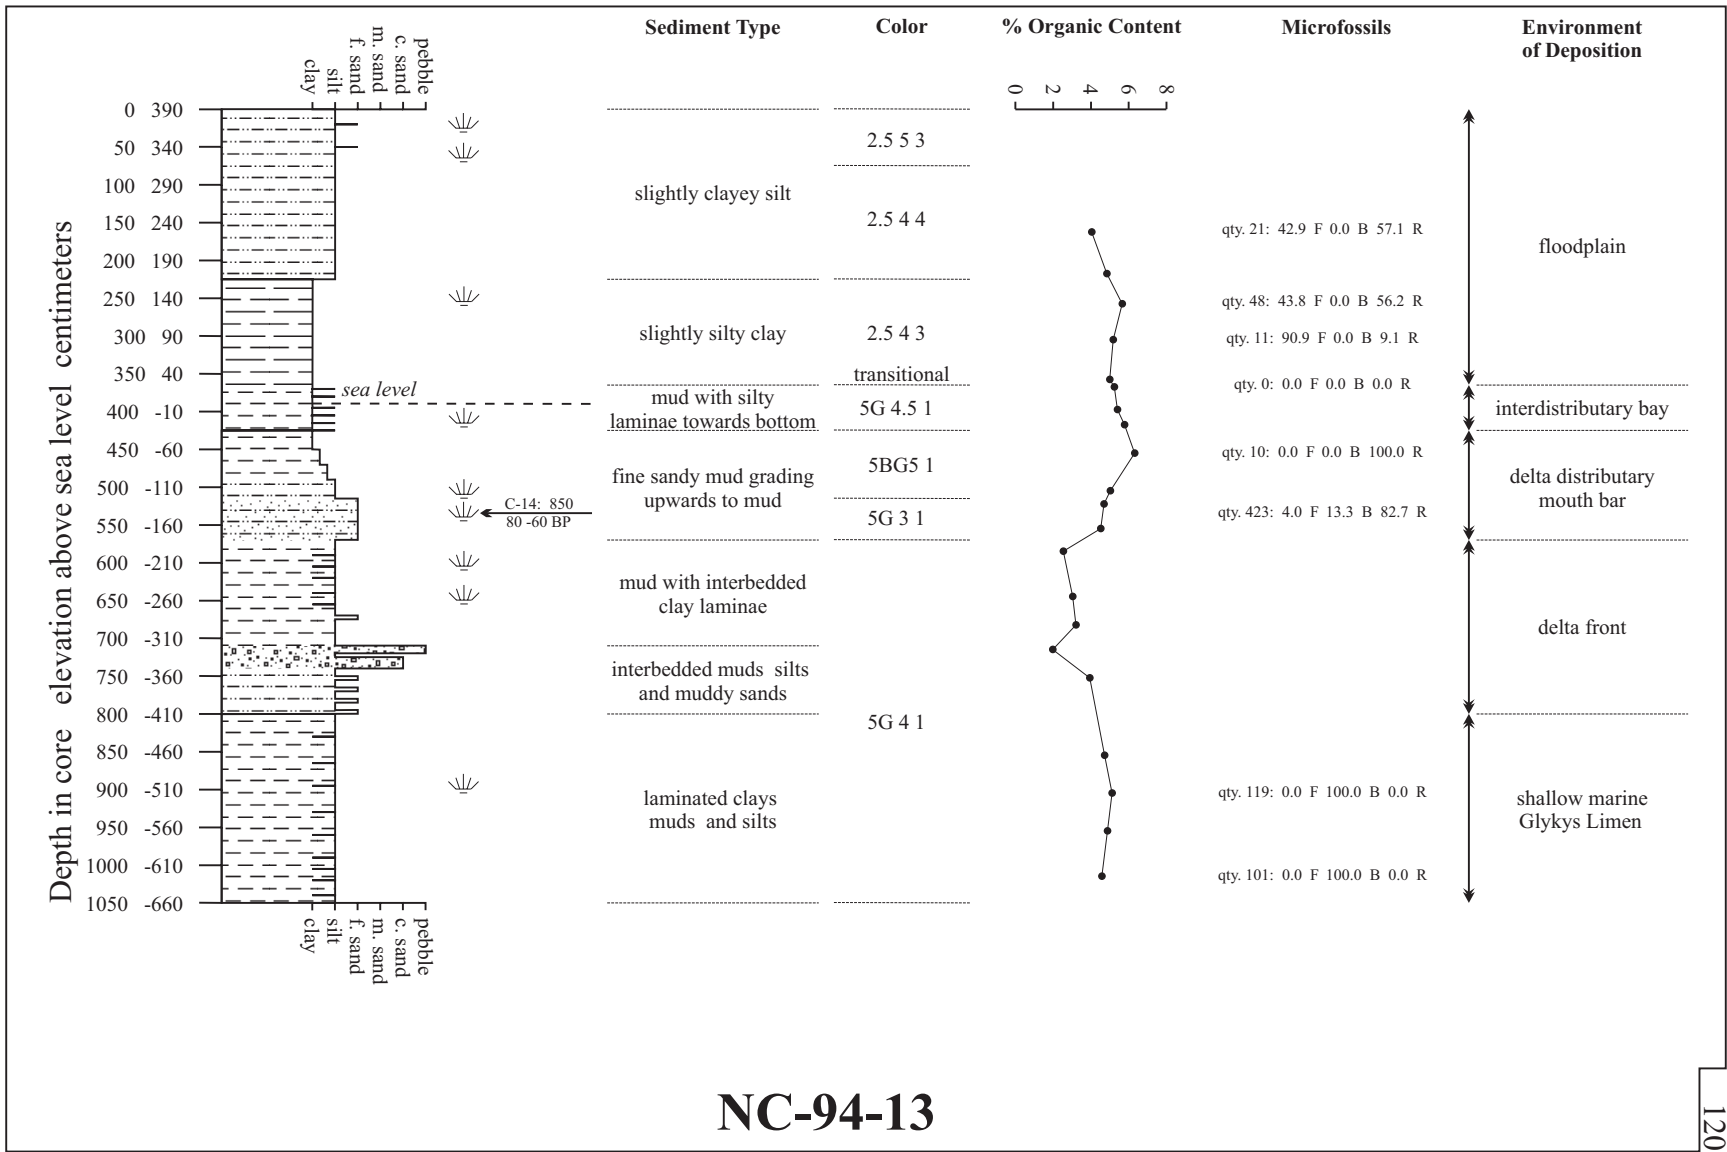 Sediment Type
Color
% Organic Content
Microfossils
Environment
of Deposition
clay
silt
f. sand
m. sand
c. sand
pebble
0 2 4 6 8
Depth in core elevation above sea level centimeters
0 390
50 340
100 290
150 240
200 190
250 140
300 90
350 40
400 -10
450 -60
500 -110
550 -160
600 -210
650 -260
700 -310
750 -360
800 -410
850 -460
900 -510
950 -560
1000 -610
1050 -660
clay
silt
f. sand
m. sand
c. sand
pebble
sea level
C-14: 850
80 -60 BP
slightly clayey silt
slightly silty clay
mud with silty
laminae towards bottom
fine sandy mud grading
upwards to mud
mud with interbedded
clay laminae
interbedded muds silts
and muddy sands
laminated clays
muds and silts
2.5 5 3
2.5 4 4
2.5 4 3
transitional
5G 4.5 1
5BG5 1
5G 3 1
5G 4 1
qty. 21: 42.9 F 0.0 B 57.1 R
qty. 48: 43.8 F 0.0 B 56.2 R
qty. 11: 90.9 F 0.0 B 9.1 R
qty. 0: 0.0 F 0.0 B 0.0 R
qty. 10: 0.0 F 0.0 B 100.0 R
qty. 423: 4.0 F 13.3 B 82.7 R
qty. 119: 0.0 F 100.0 B 0.0 R
qty. 101: 0.0 F 100.0 B 0.0 R
floodplain
interdistributary bay
delta distributary
mouth bar
delta front
shallow marine
Glykys Limen
NC-94-13
120